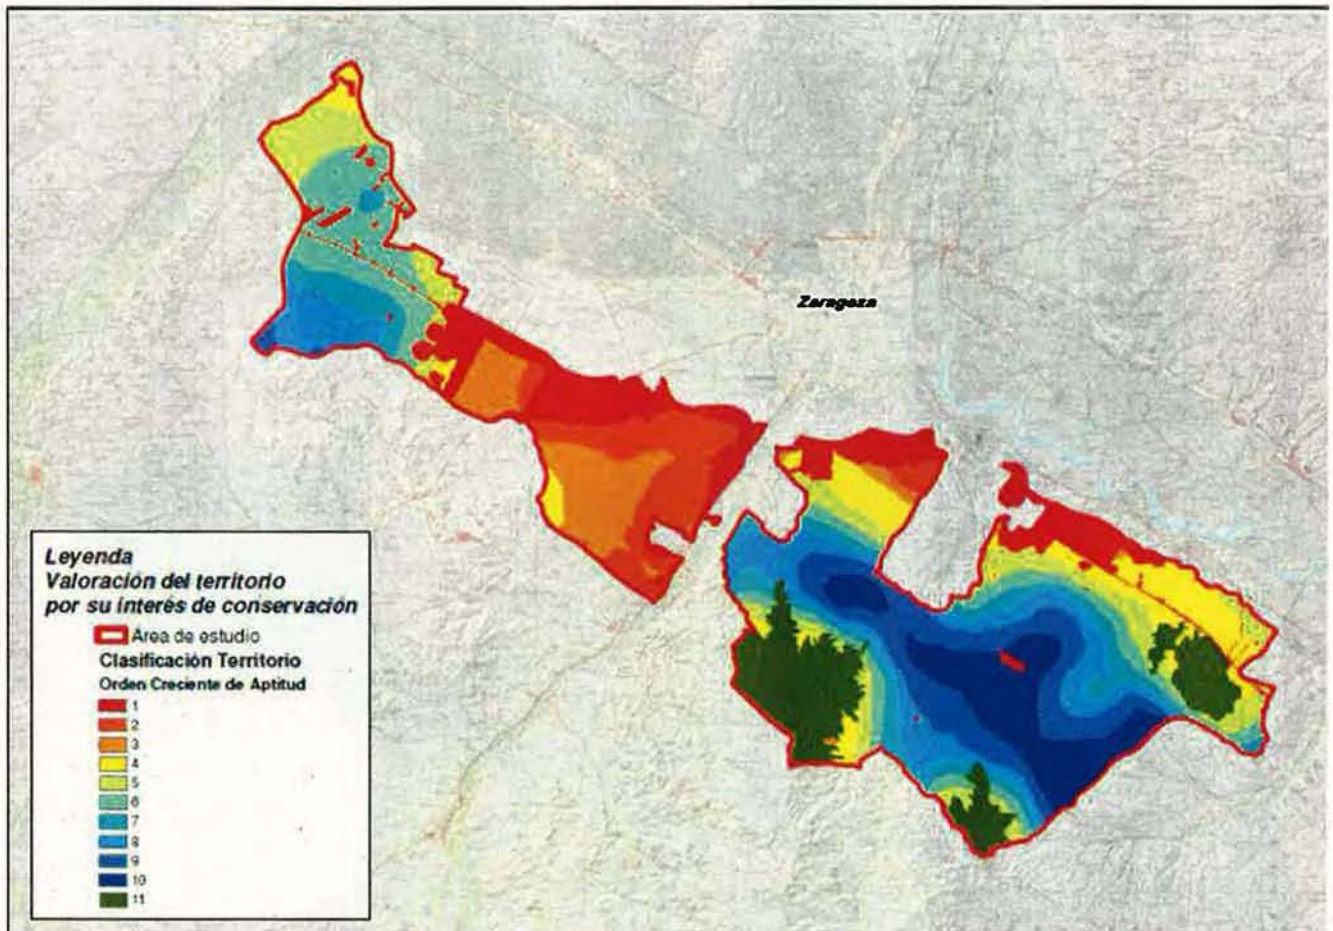 Zaragoza
Leyenda
Valoración del territorio
por su interés de conservación
Área de estudio
Clasificación Territorio
Orden Creciente de Aptitud
1
2
3
4
5
6
7
8
9
10
11